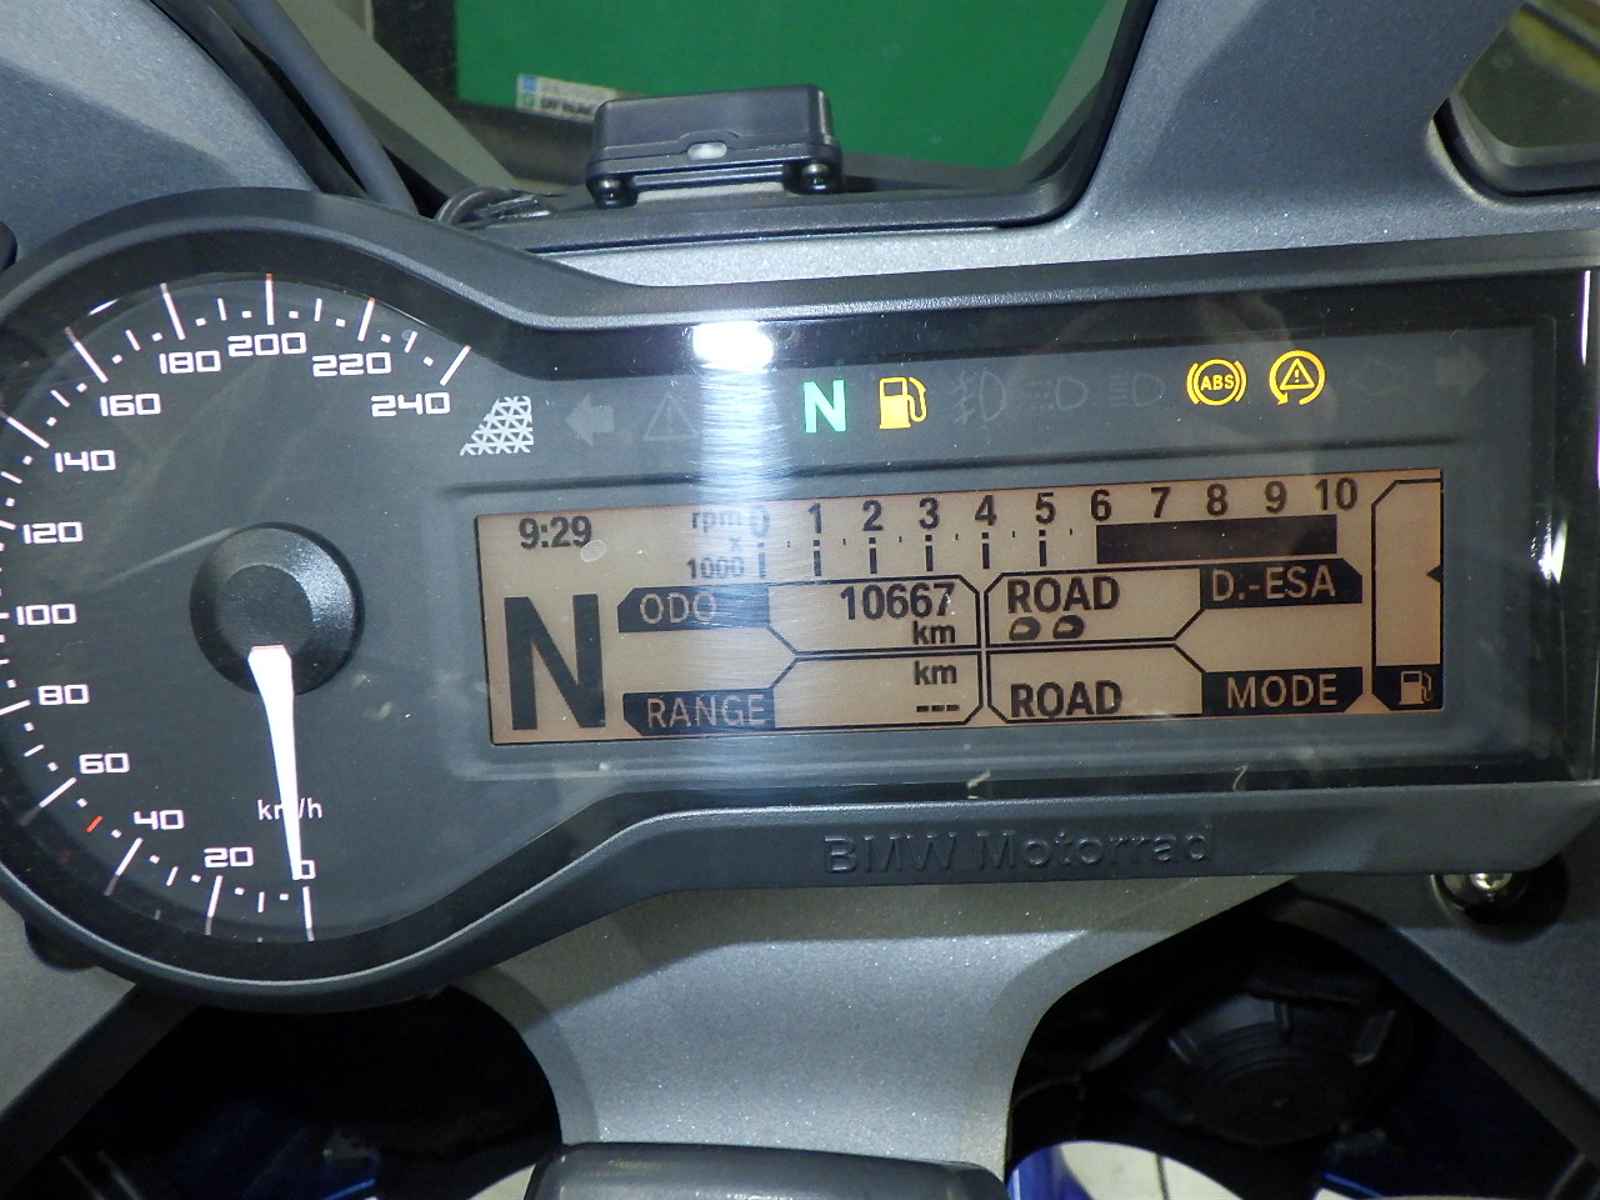 200
180
220
160
240
140
120
100
80
60
40
20
0
km/h
N
ABS
9:29
rpm
x
1000
0 1 2 3 4 5 6 7 8 9 10
N
ODO
10667
km
ROAD
D.-ESA
RANGE
km
---
ROAD
MODE
BMW Motorrad